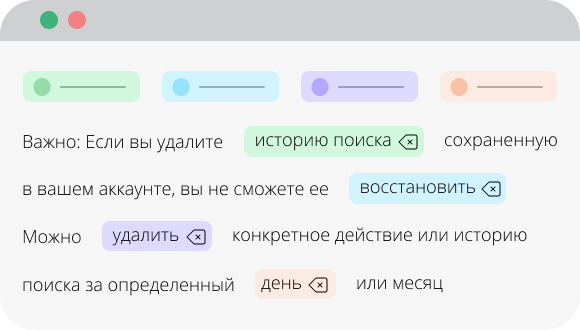 Важно: Если вы удалите историю поиска сохраненную
в вашем аккаунте, вы не сможете ее восстановить
Можно удалить конкретное действие или историю
поиска за определенный день или месяц